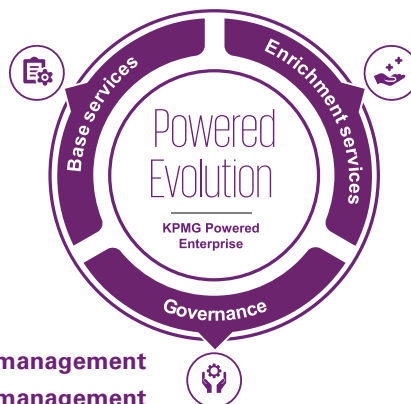 Base services
Enrichment services
Powered
Evolution
KPMG Powered
Enterprise
Governance
management
management